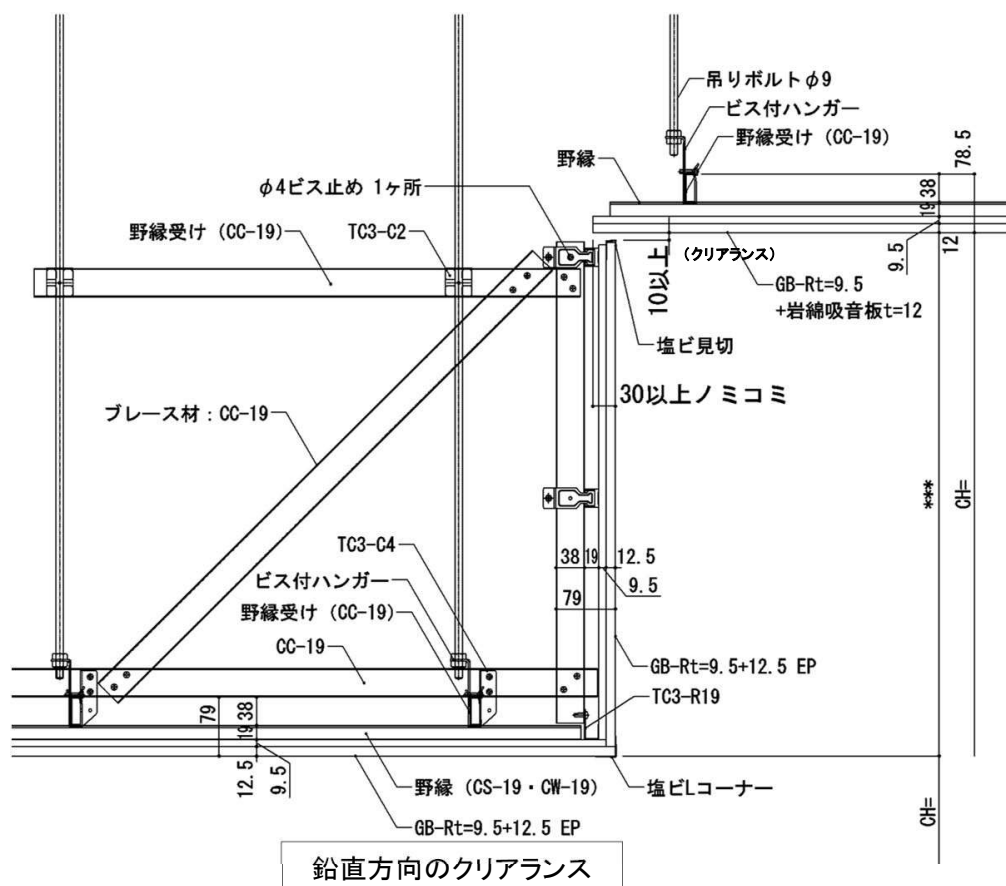 吊りボルトφ9
ビス付ハンガー
野縁受け (CC-19)
野縁
78.5
38
19
φ4ビス止め 1ヶ所
野縁受け (CC-19)
TC3-C2
(クリアランス)
10以上
9.5
12
GB-Rt=9.5
+岩綿吸音板t=12
塩ビ見切
30以上ノミコミ
ブレース材：CC-19
***
CH=
TC3-C4
38
19
12.5
9.5
79
ビス付ハンガー
野縁受け (CC-19)
CC-19
GB-Rt=9.5+12.5 EP
TC3-R19
79
38
19
12.5
9.5
野縁 (CS-19・CW-19)
塩ビLコーナー
CH=
GB-Rt=9.5+12.5 EP
鉛直方向のクリアランス